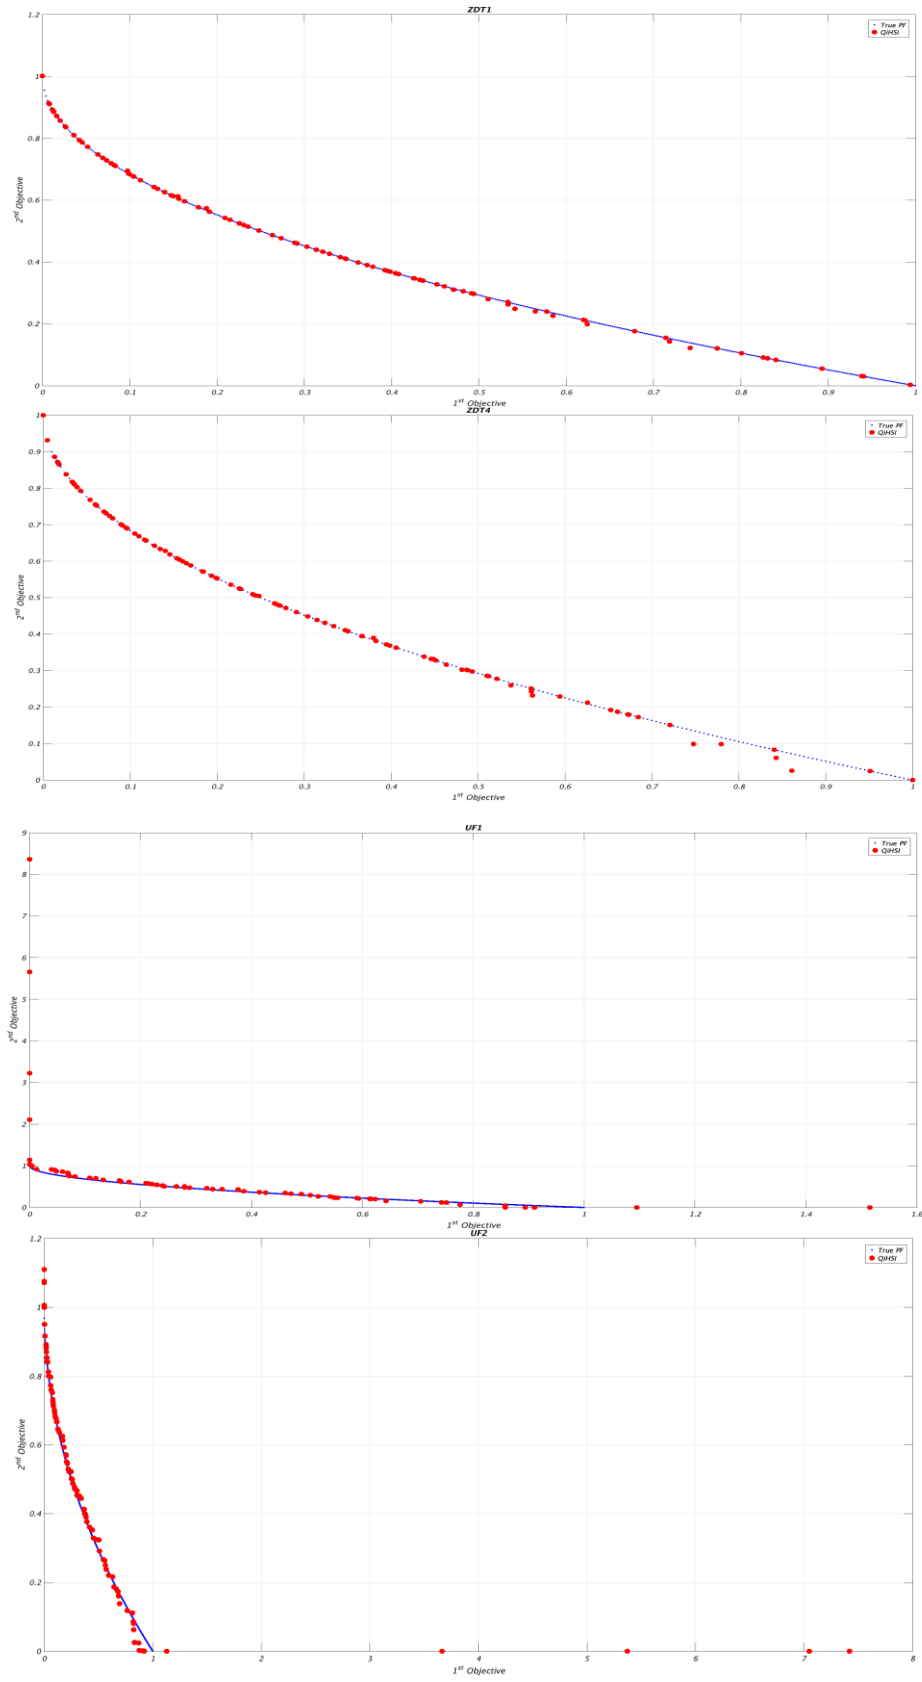 ZDT1
True PF
QiHSI
2nd Objective
1.2
1
0.8
0.6
0.4
0.2
0
0 0.1 0.2 0.3 0.4 0.5 0.6 0.7 0.8 0.9 1
1st Objective
ZDT4
True PF
QiHSI
2nd Objective
1
0.9
0.8
0.7
0.6
0.5
0.4
0.3
0.2
0.1
0
0 0.1 0.2 0.3 0.4 0.5 0.6 0.7 0.8 0.9 1
1st Objective
UF1
True PF
QiHSI
2nd Objective
9
8
7
6
5
4
3
2
1
0
0 0.2 0.4 0.6 0.8 1 1.2 1.4 1.6
1st Objective
UF2
True PF
QiHSI
2nd Objective
1.2
1
0.8
0.6
0.4
0.2
0
0 1 2 3 4 5 6 7 8
1st Objective